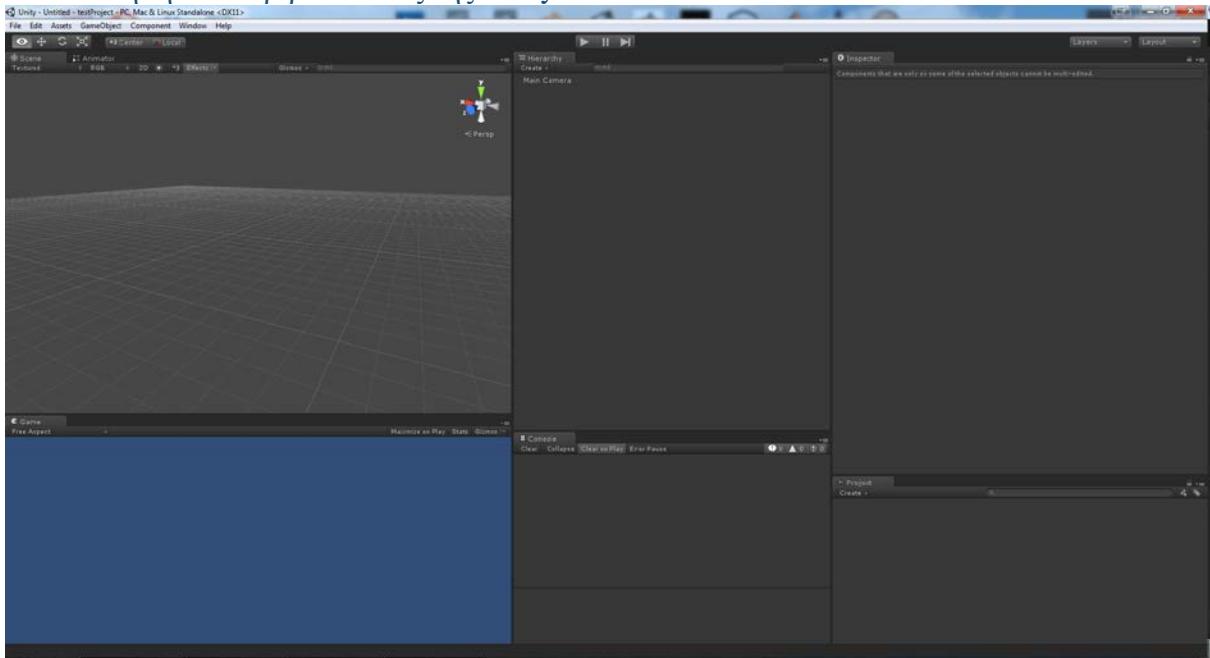 Unity - Untitled - testProject - PC, Mac & Linux Standalone <DX11>
File Edit Assets GameObject Component Window Help
Center Local
Layers Layout
Scene Animator
Textured RGB 2D Effects Gizmos
y
x
z
Persp
Hierarchy
Create
Main Camera
Inspector
Components that are only on some of the selected objects cannot be multi-edited.
Game
Free Aspect Maximize on Play Stats Gizmos
Console
Clear Collapse Clear on Play Error Pause 0 0 0
Project
Create